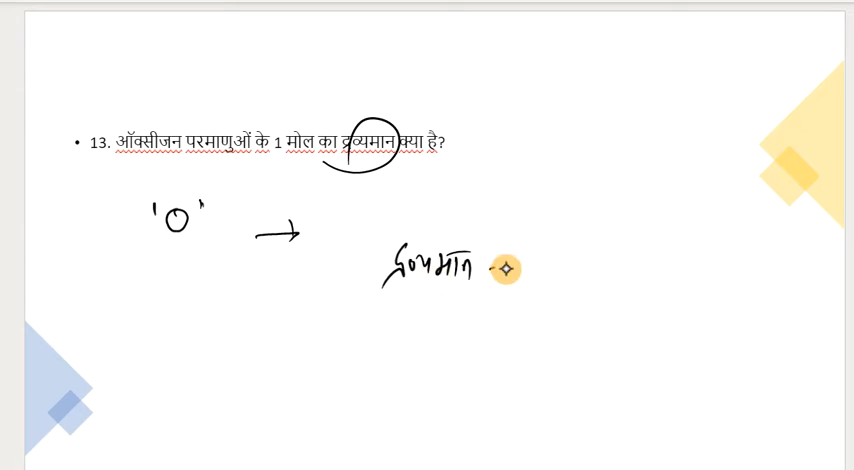 • 13. ऑक्सीजन परमाणुओं के 1 मोल का द्रव्यमान क्या है?
'O' →
द्रव्यमान -